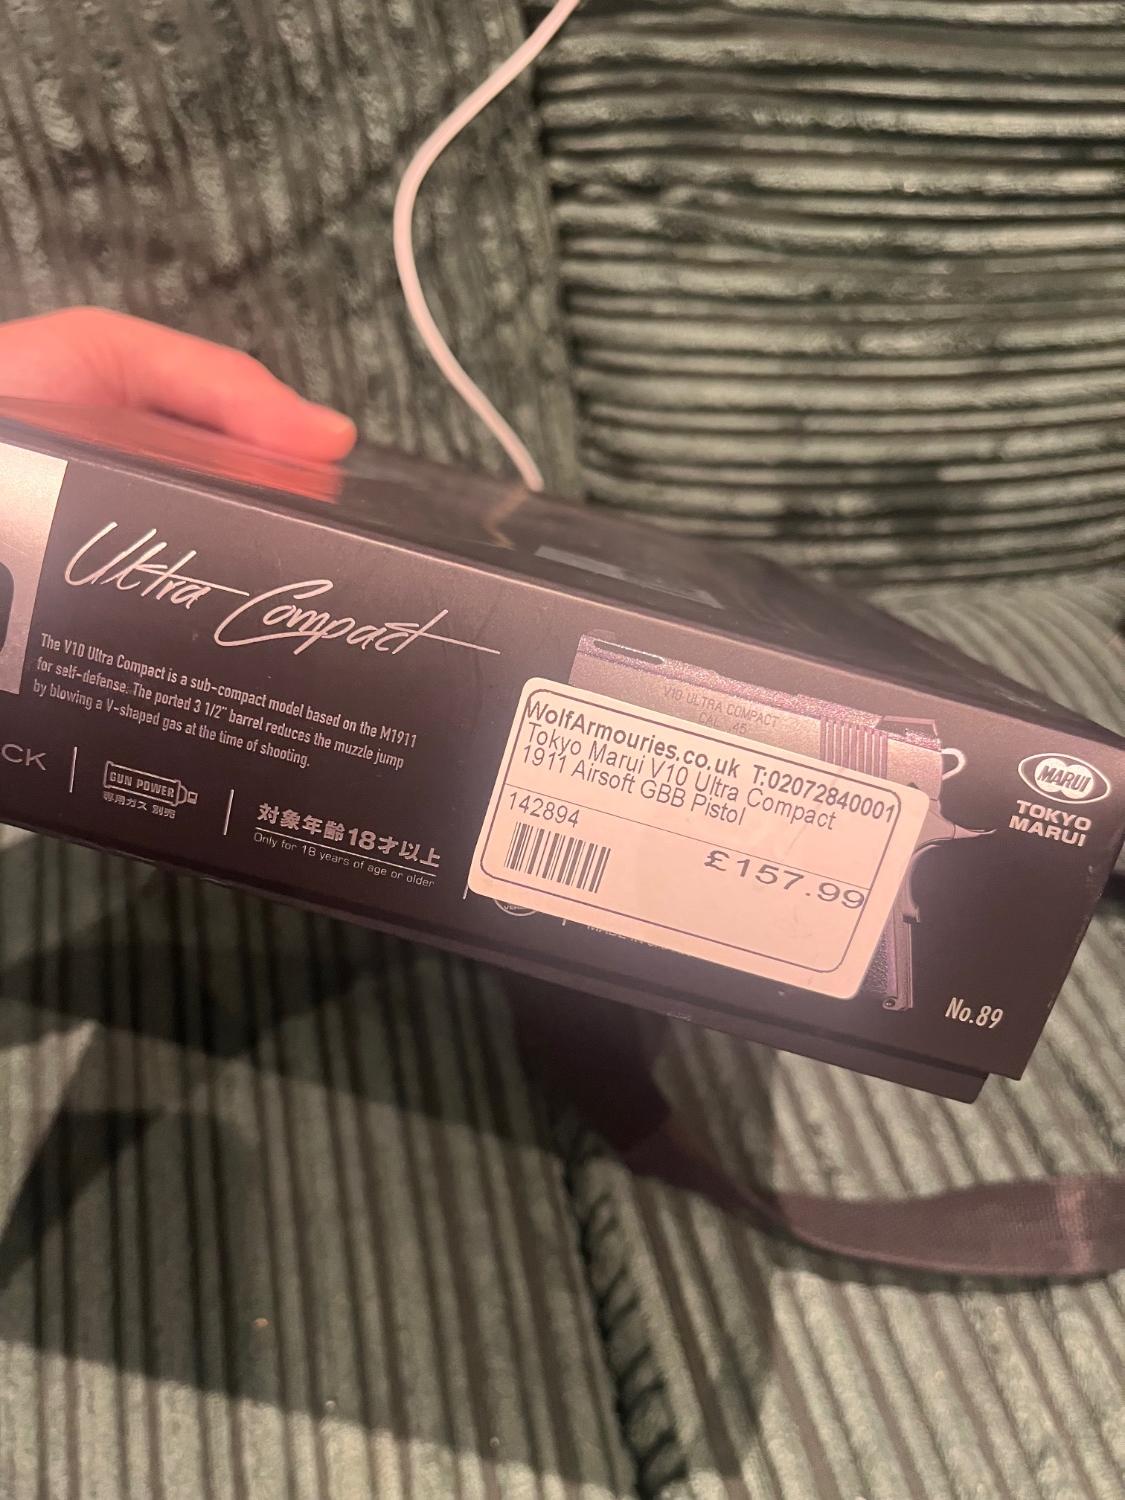 Ultra Compact
The V10 Ultra Compact is a sub-compact model based on the M1911
for self-defense. The ported 3 1/2" barrel reduces the muzzle jump
by blowing a V-shaped gas at the time of shooting.
CK
GUN POWER
専用ガス 別売
対象年齢18才以上
Only for 18 years of age or older
V10 ULTRA COMPACT
CAL. 45
WolfArmouries.co.uk T:02072840001
Tokyo Marui V10 Ultra Compact
1911 Airsoft GBB Pistol
142894
£157.99
MARUI
TOKYO
MARUI
No.89